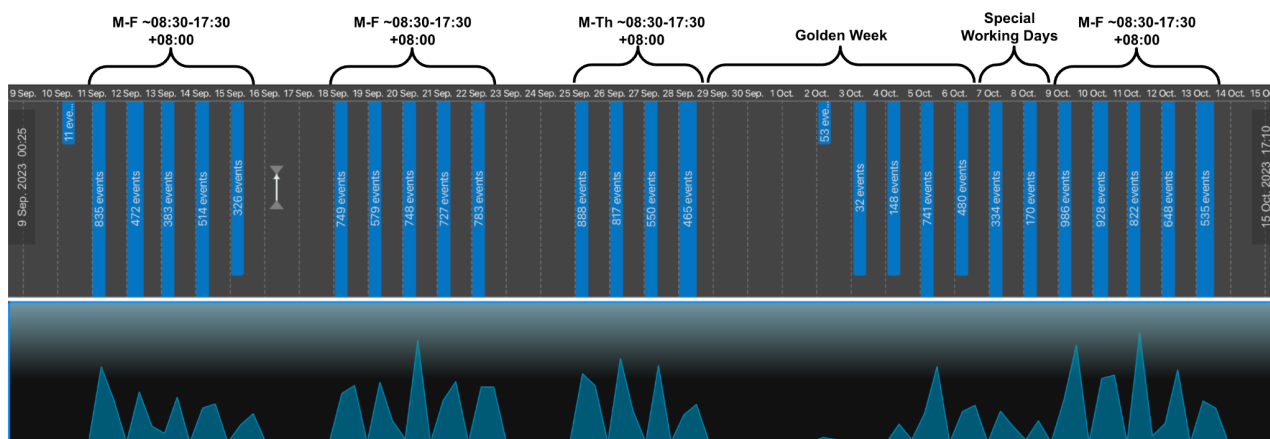 M-F ~08:30-17:30
+08:00
M-F ~08:30-17:30
+08:00
M-Th ~08:30-17:30
+08:00
Golden Week
Special
Working Days
M-F ~08:30-17:30
+08:00
9 Sep. 10 Sep. 11 Sep. 12 Sep. 13 Sep. 14 Sep. 15 Sep. 16 Sep. 17 Sep. 18 Sep. 19 Sep. 20 Sep. 21 Sep. 22 Sep. 23 Sep. 24 Sep. 25 Sep. 26 Sep. 27 Sep. 28 Sep. 29 Sep. 30 Sep. 1 Oct. 2 Oct. 3 Oct. 4 Oct. 5 Oct. 6 Oct. 7 Oct. 8 Oct. 9 Oct. 10 Oct. 11 Oct. 12 Oct. 13 Oct. 14 Oct. 15 O
9 Sep. 2023 00:25
11 eve...
835 events
472 events
383 events
514 events
326 events
749 events
579 events
748 events
727 events
783 events
888 events
817 events
550 events
465 events
53 eve...
32 events
148 events
741 events
480 events
334 events
170 events
986 events
928 events
822 events
648 events
535 events
15 Oct. 2023 17:10